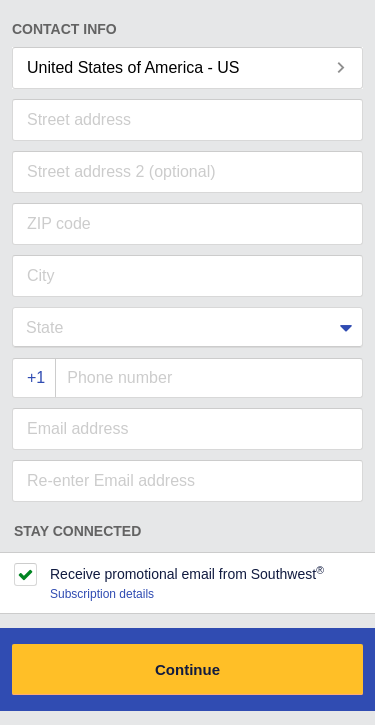 CONTACT INFO
United States of America - US
Street address
Street address 2 (optional)
ZIP code
City
State
+1 Phone number
Email address
Re-enter Email address
STAY CONNECTED
Receive promotional email from Southwest®
Subscription details
Continue